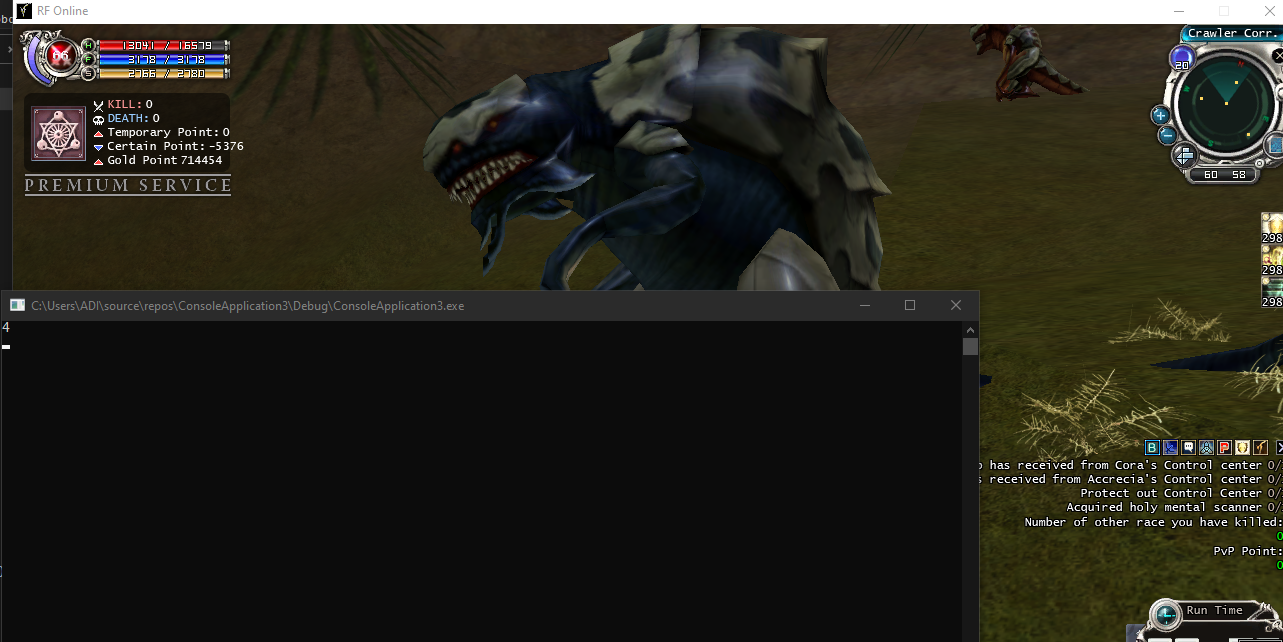 RF Online
Crawler Corr.
66
H 13041 / 16579
F 3178 / 3178
S 2766 / 2780
20
KILL: 0
DEATH: 0
Temporary Point: 0
Certain Point: -5376
Gold Point 714454
PREMIUM SERVICE
60 58
298
298
298
C:\Users\ADI\source\repos\ConsoleApplication3\Debug\ConsoleApplication3.exe
4
B P
has received from Cora's Control center 0/
received from Accrecia's Control center 0/
Protect out Control Center 0/
Acquired holy mental scanner 0/
Number of other race you have killed:
0
PvP Point:
0
Run Time